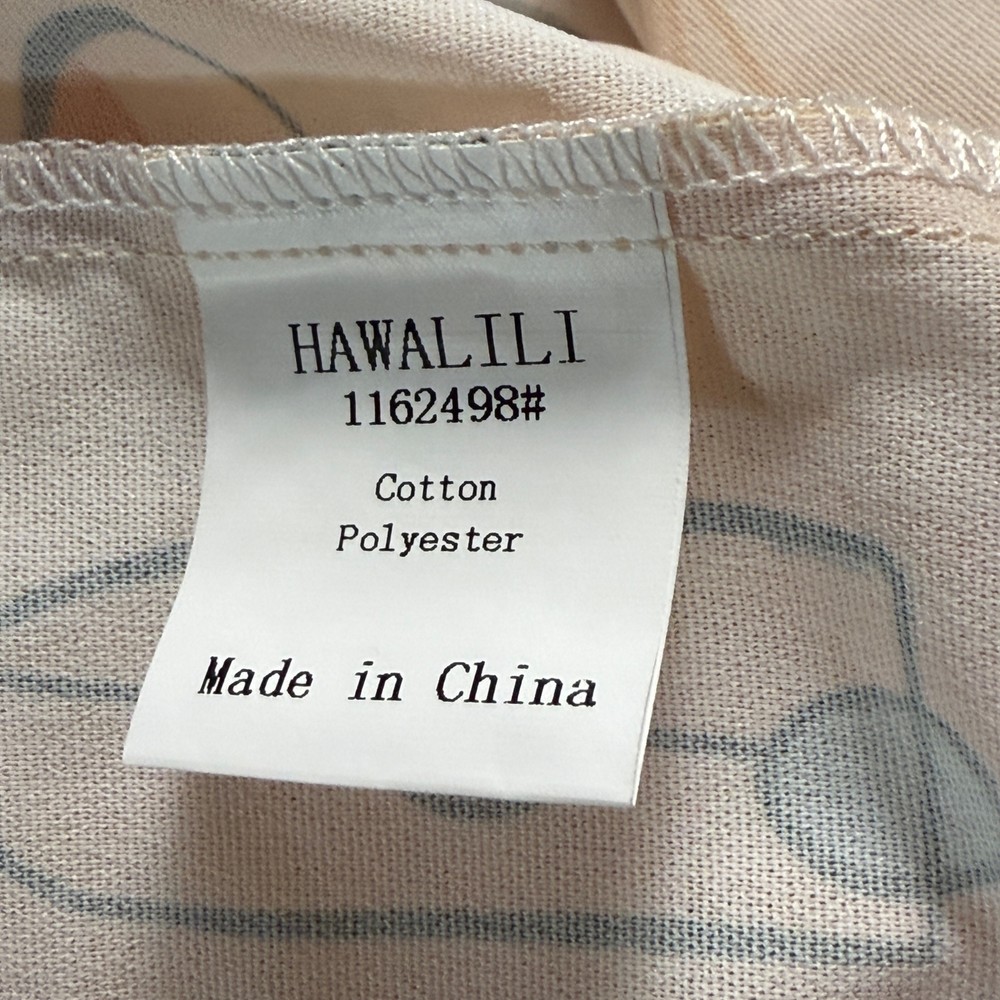 HAWALILI
1162498#
Cotton
Polyester
Made in China